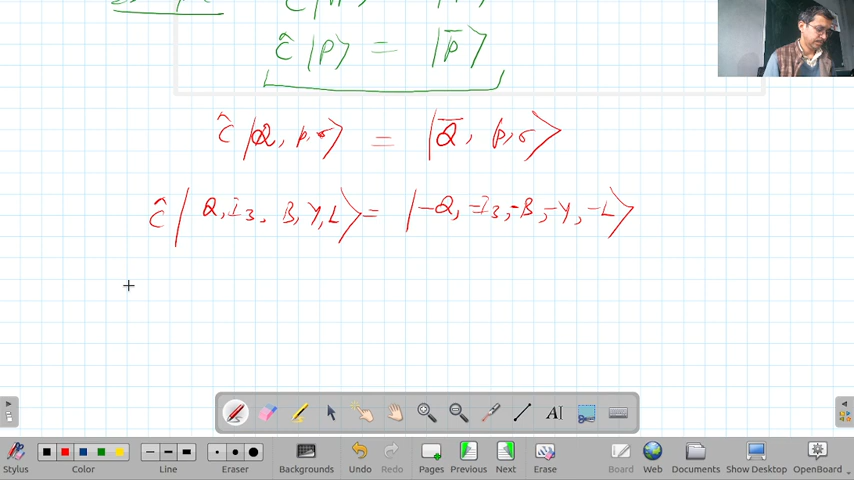 Ĉ |p⟩ = |p̄⟩
Ĉ |Q, p, σ⟩ = |Q̄, p, σ⟩
Ĉ | Q, I₃, B, Y, L⟩ = |-Q, -I₃, -B, -Y, -L⟩
Stylus
Color
Line
Eraser
Backgrounds
Undo
Redo
Pages
Previous
Next
Erase
Board
Web
Documents
Show Desktop
OpenBoard